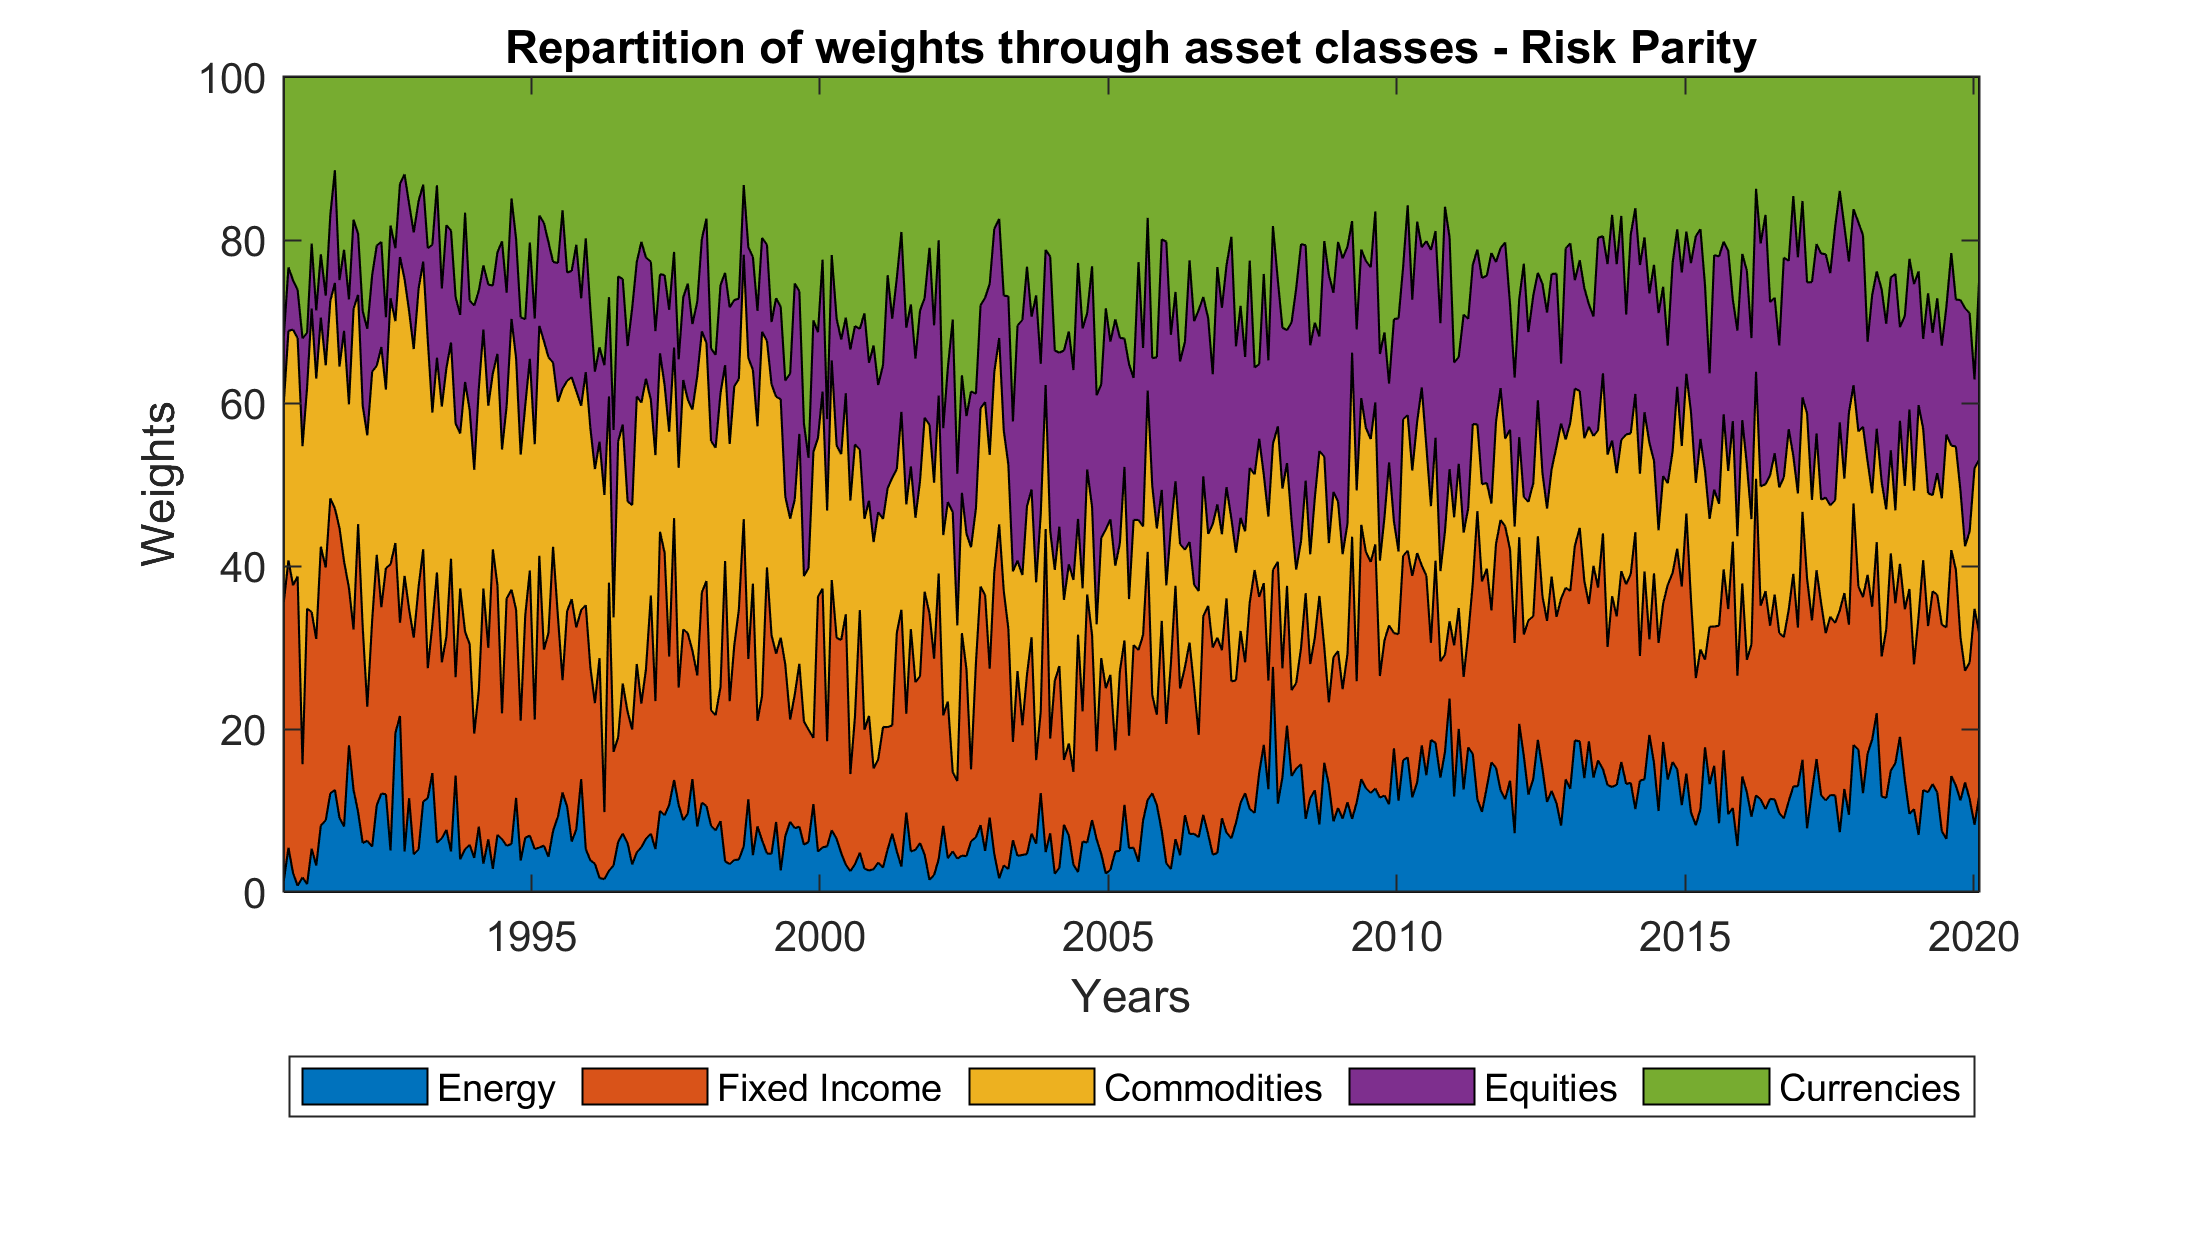 Repartition of weights through asset classes - Risk Parity
100
80
60
40
20
0
Weights
1995 2000 2005 2010 2015 2020
Years
Energy Fixed Income Commodities Equities Currencies